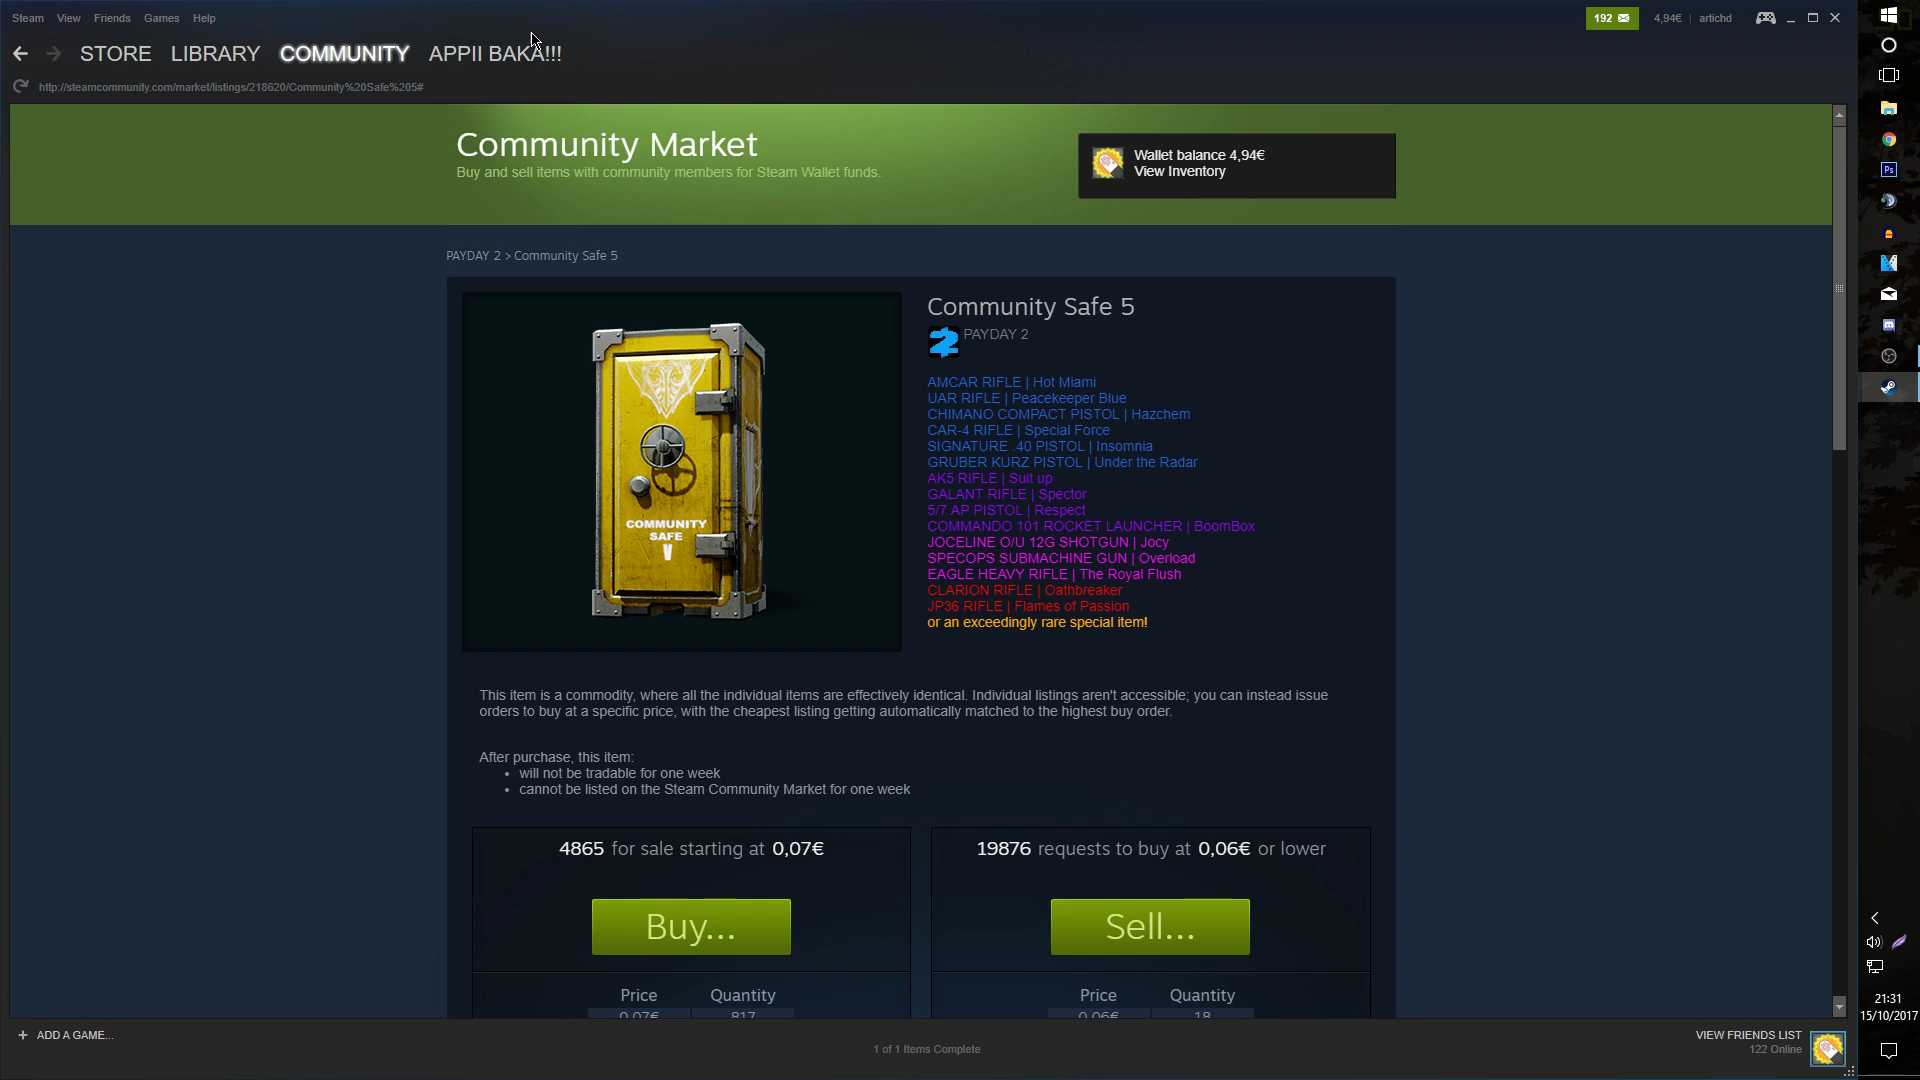 Steam View Friends Games Help
192 4,94€ | artichd
STORE LIBRARY COMMUNITY APPII BAKA!!!
http://steamcommunity.com/market/listings/218620/Community%20Safe%205#
Community Market
Buy and sell items with community members for Steam Wallet funds.
Wallet balance 4,94€
View Inventory
PAYDAY 2 > Community Safe 5
COMMUNITY
SAFE
V
Community Safe 5
PAYDAY 2
AMCAR RIFLE | Hot Miami
UAR RIFLE | Peacekeeper Blue
CHIMANO COMPACT PISTOL | Hazchem
CAR-4 RIFLE | Special Force
SIGNATURE .40 PISTOL | Insomnia
GRUBER KURZ PISTOL | Under the Radar
AK5 RIFLE | Suit up
GALANT RIFLE | Spector
5/7 AP PISTOL | Respect
COMMANDO 101 ROCKET LAUNCHER | BoomBox
JOCELINE O/U 12G SHOTGUN | Jocy
SPECOPS SUBMACHINE GUN | Overload
EAGLE HEAVY RIFLE | The Royal Flush
CLARION RIFLE | Oathbreaker
JP36 RIFLE | Flames of Passion
or an exceedingly rare special item!
This item is a commodity, where all the individual items are effectively identical. Individual listings aren't accessible; you can instead issue
orders to buy at a specific price, with the cheapest listing getting automatically matched to the highest buy order.
After purchase, this item:
• will not be tradable for one week
• cannot be listed on the Steam Community Market for one week
4865 for sale starting at 0,07€
Buy...
Price Quantity
0,07€ 817
19876 requests to buy at 0,06€ or lower
Sell...
Price Quantity
0,06€ 18
+ ADD A GAME...
1 of 1 Items Complete
VIEW FRIENDS LIST
122 Online
Ps
21:31
15/10/2017